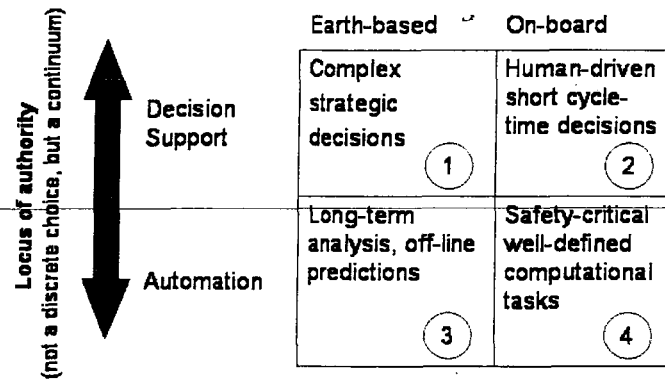 Earth-based
On-board
Locus of authority
(not a discrete choice, but a continuum)
Decision
Support
Complex
strategic
decisions
1
Human-driven
short cycle-
time decisions
2
Automation
Long-term
analysis, off-line
predictions
3
Safety-critical
well-defined
computational
tasks
4